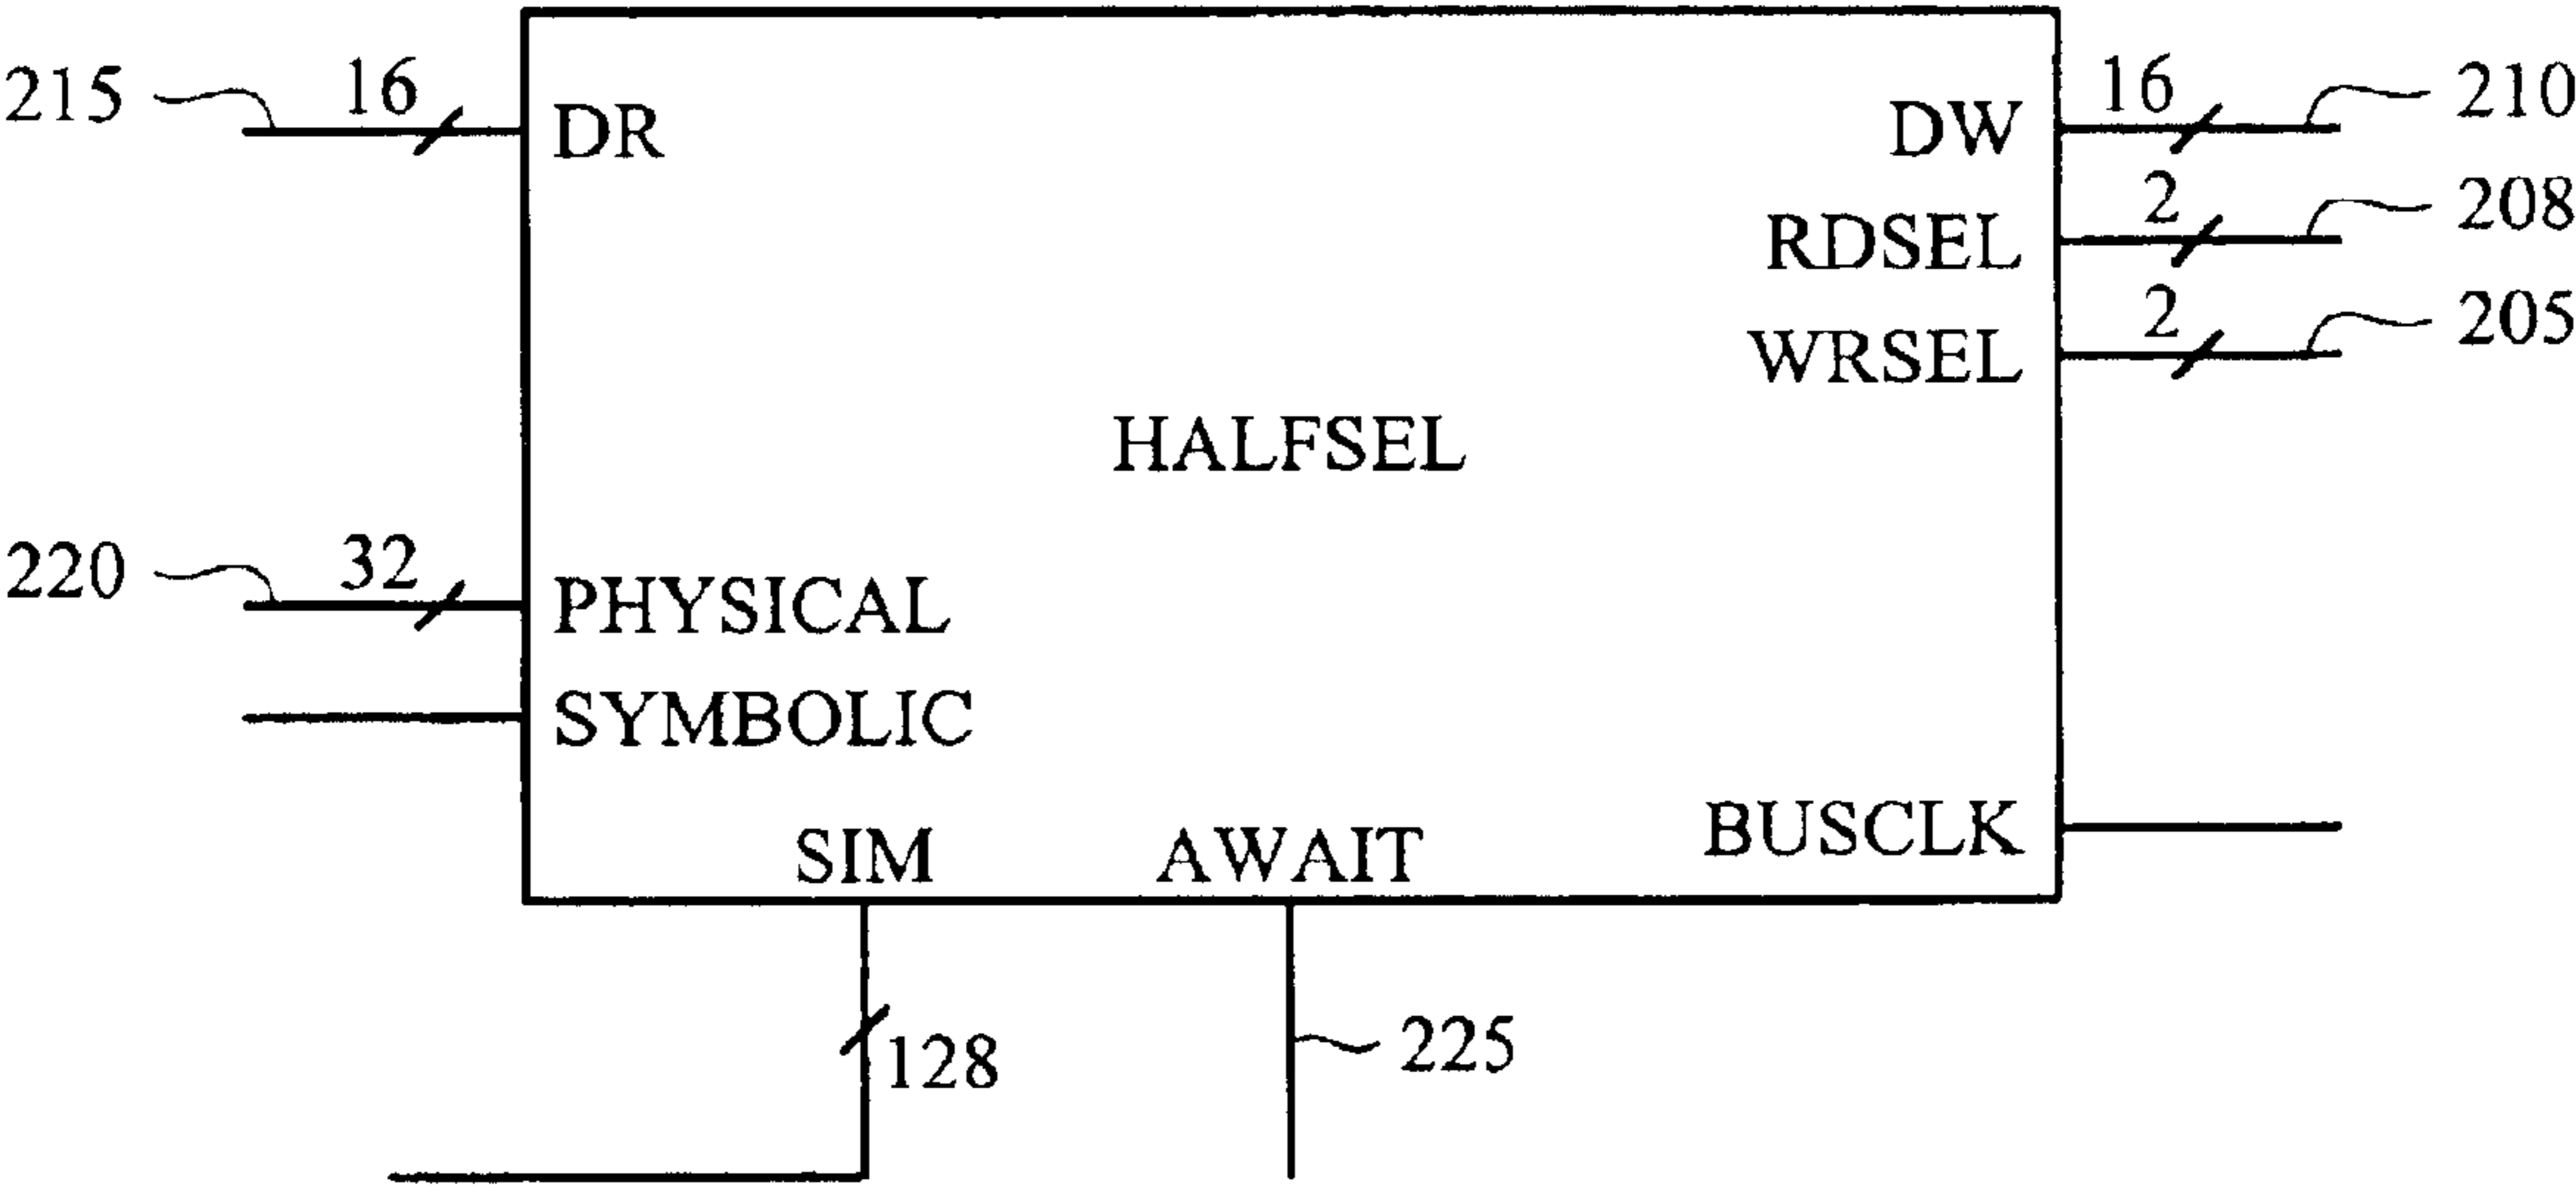 215 16 DR DW 16 210
RDSEL 2 208
WRSEL 2 205
HALFSEL
220 32 PHYSICAL
SYMBOLIC
SIM AWAIT BUSCLK
128 225